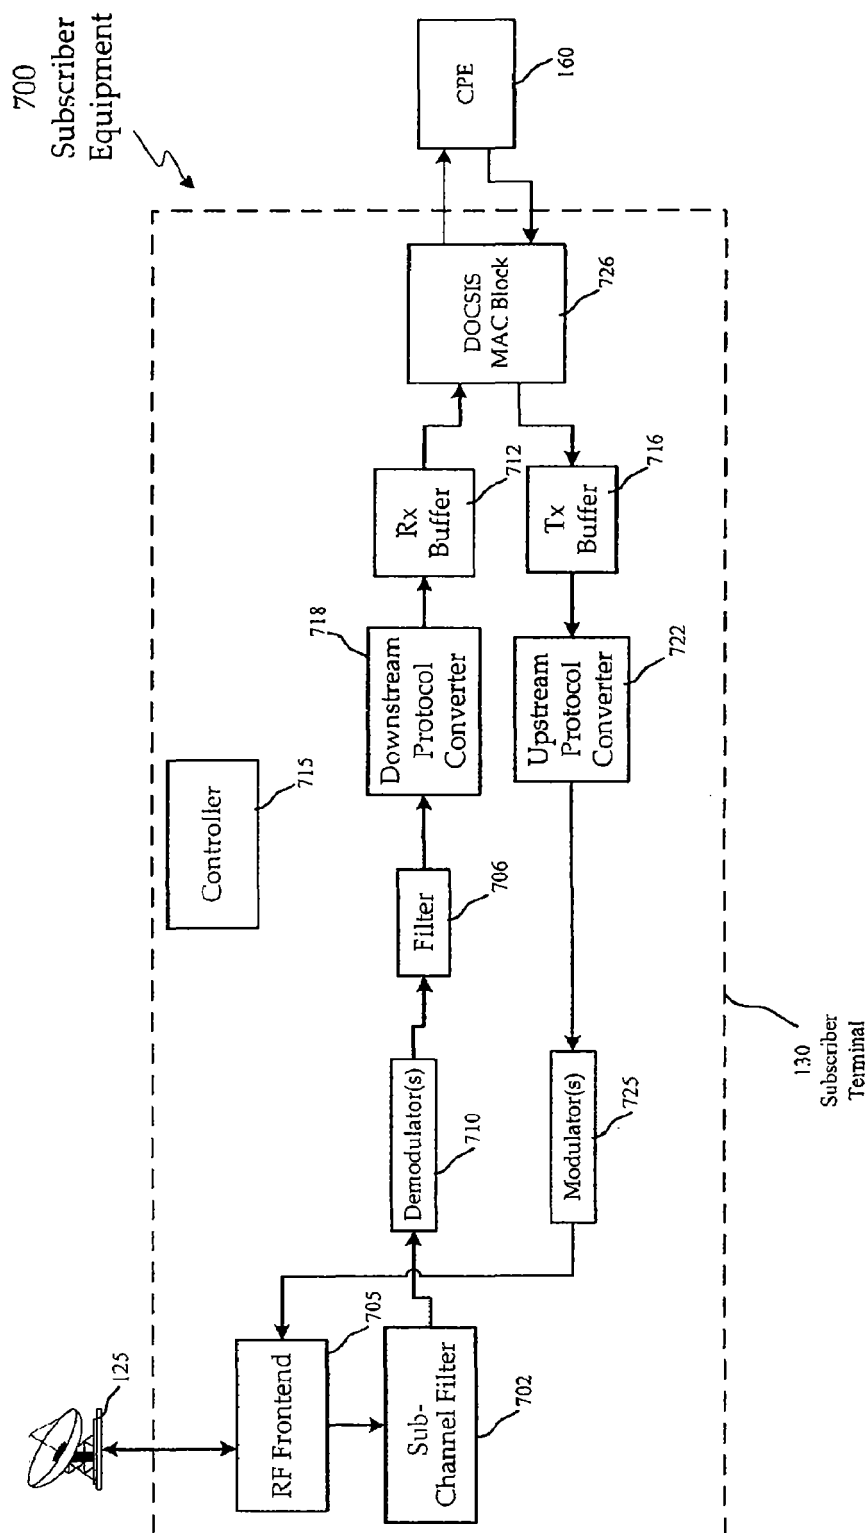 700
Subscriber
Equipment
125
RF Frontend
705
Sub-
Channel Filter
702
Demodulator(s)
710
Filter
706
Controller
715
Downstream
Protocol
Converter
718
Rx
Buffer
712
DOCSIS
MAC Block
726
CPE
160
Tx
Buffer
716
Upstream
Protocol
Converter
722
Modulator(s)
725
130
Subscriber
Terminal